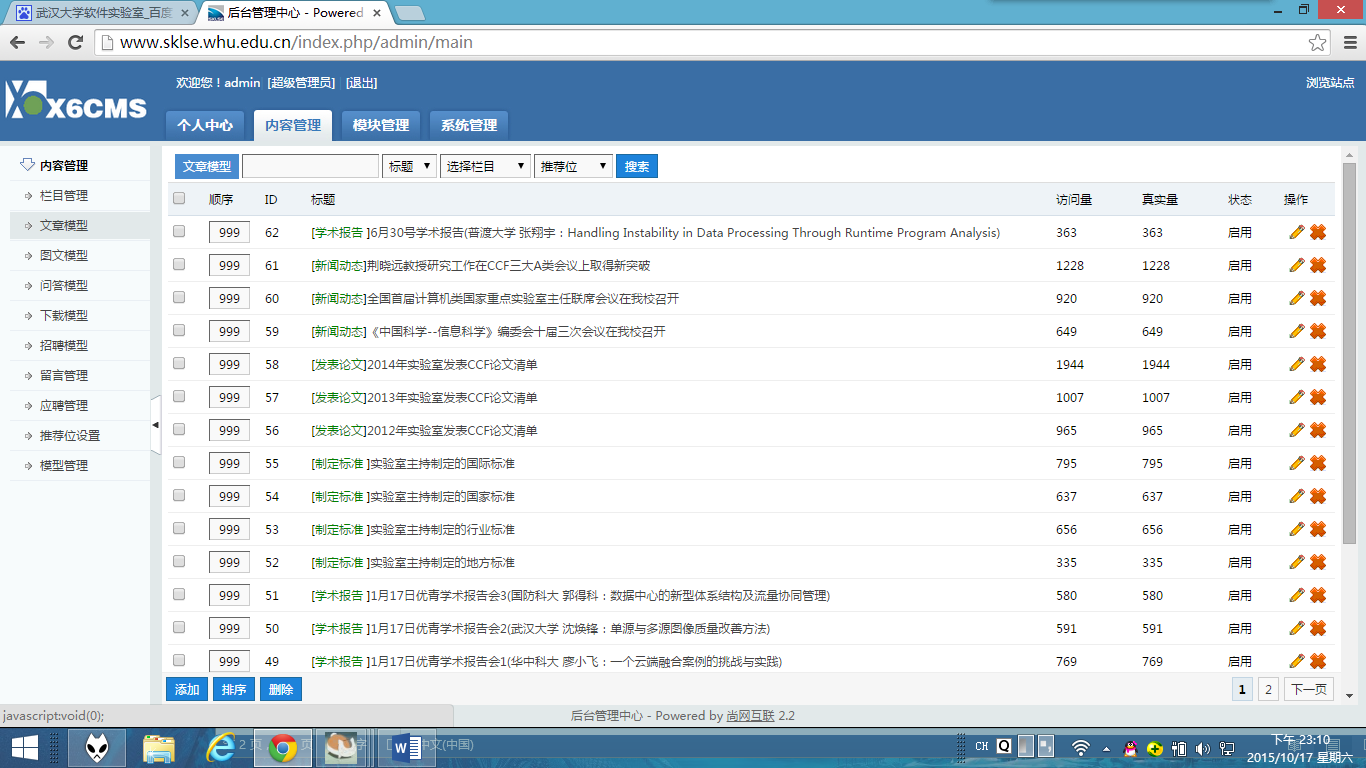 武汉大学软件实验室_百度
后台管理中心 - Powered
www.sklse.whu.edu.cn/index.php/admin/main
X6CMS
欢迎您！admin [超级管理员] [退出]
浏览站点
个人中心 内容管理 模块管理 系统管理
内容管理
栏目管理
文章模型
图文模型
问答模型
下载模型
招聘模型
留言管理
应聘管理
推荐位设置
模型管理
文章模型 标题 选择栏目 推荐位 搜索
顺序 ID 标题 访问量 真实量 状态 操作
999 62 [学术报告 ]6月30号学术报告(普渡大学 张翔宇：Handling Instability in Data Processing Through Runtime Program Analysis) 363 363 启用
999 61 [新闻动态]荆晓远教授研究工作在CCF三大A类会议上取得新突破 1228 1228 启用
999 60 [新闻动态]全国首届计算机类国家重点实验室主任联席会议在我校召开 920 920 启用
999 59 [新闻动态]《中国科学--信息科学》编委会十届三次会议在我校召开 649 649 启用
999 58 [发表论文]2014年实验室发表CCF论文清单 1944 1944 启用
999 57 [发表论文]2013年实验室发表CCF论文清单 1007 1007 启用
999 56 [发表论文]2012年实验室发表CCF论文清单 965 965 启用
999 55 [制定标准 ]实验室主持制定的国际标准 795 795 启用
999 54 [制定标准 ]实验室主持制定的国家标准 637 637 启用
999 53 [制定标准 ]实验室主持制定的行业标准 656 656 启用
999 52 [制定标准 ]实验室主持制定的地方标准 335 335 启用
999 51 [学术报告 ]1月17日优青学术报告会3(国防科大 郭得科：数据中心的新型体系结构及流量协同管理) 580 580 启用
999 50 [学术报告 ]1月17日优青学术报告会2(武汉大学 沈焕锋：单源与多源图像质量改善方法) 591 591 启用
999 49 [学术报告 ]1月17日优青学术报告会1(华中科大 廖小飞：一个云端融合案例的挑战与实践) 769 769 启用
添加 排序 删除
1 2 下一页
javascript:void(0);
后台管理中心 - Powered by 尚网互联 2.2
2 页 字 中文(中国)
CH
下午 23:10
2015/10/17 星期六